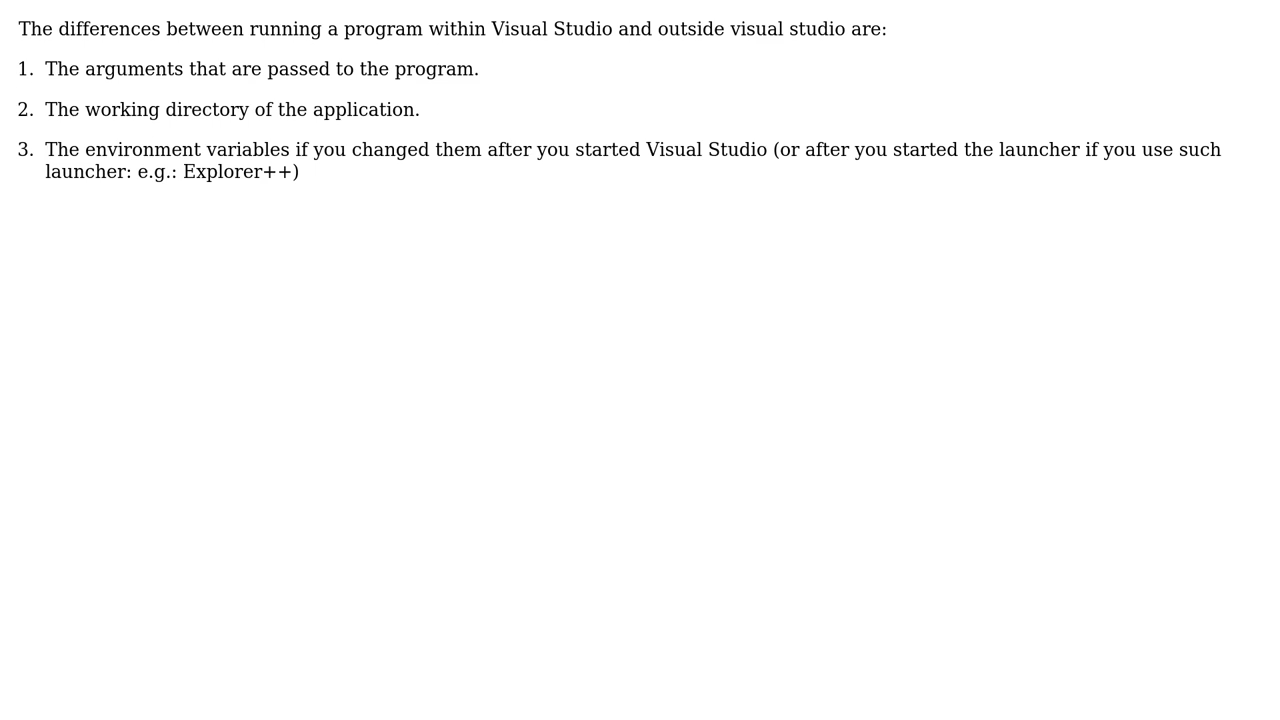 The differences between running a program within Visual Studio and outside visual studio are:
1. The arguments that are passed to the program.
2. The working directory of the application.
3. The environment variables if you changed them after you started Visual Studio (or after you started the launcher if you use such
launcher: e.g.: Explorer++)